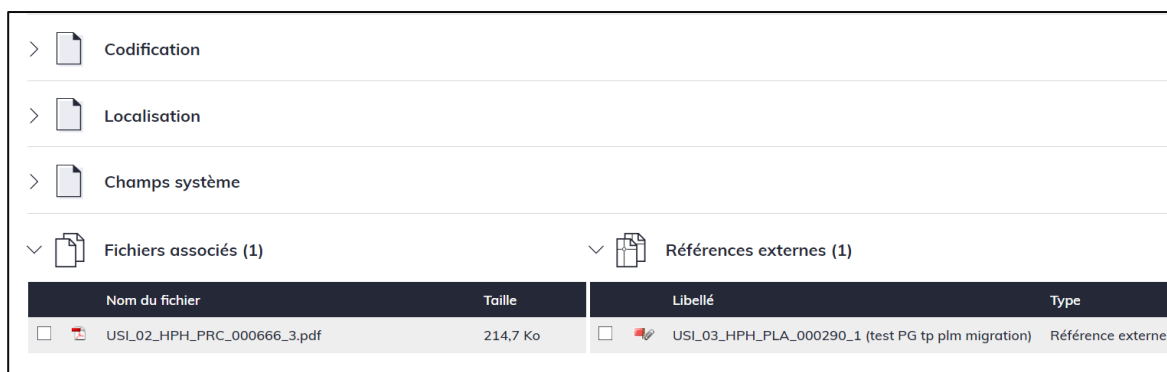 Codification
Localisation
Champs système
Fichiers associés (1)
Références externes (1)
Nom du fichier Taille
Libellé Type
USI_02_HPH_PRC_000666_3.pdf 214,7 Ko
USI_03_HPH_PLA_000290_1 (test PG tp plm migration) Référence externe